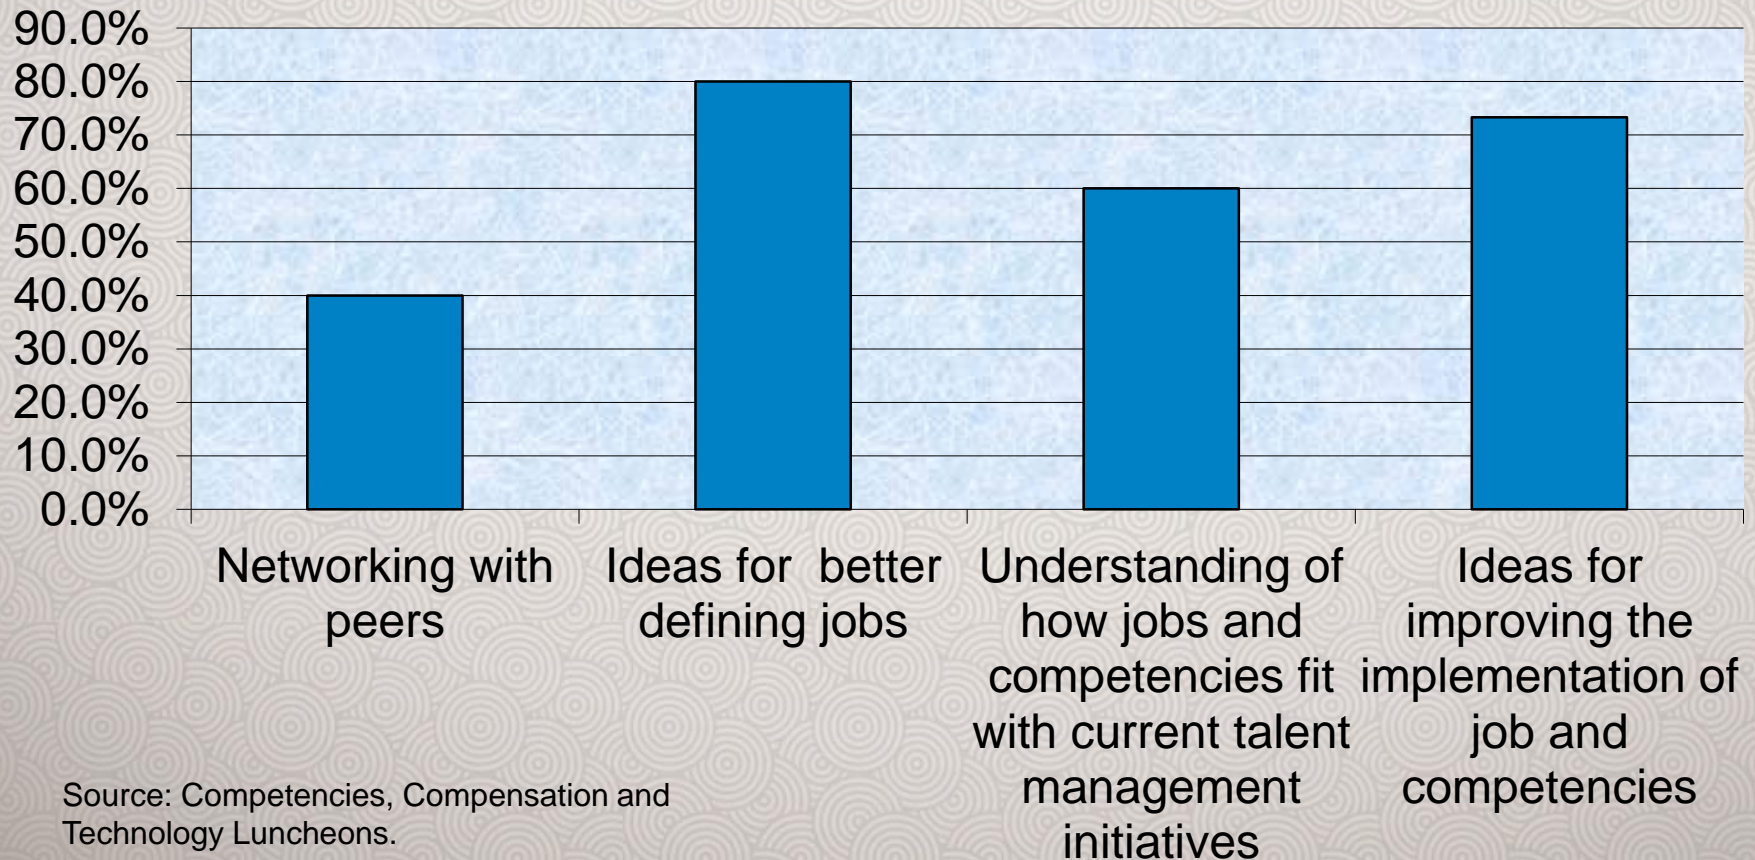 90.0%
80.0%
70.0%
60.0%
50.0%
40.0%
30.0%
20.0%
10.0%
0.0%
Networking with
peers
Ideas for  better
defining jobs
Understanding of
how jobs and
competencies fit
with current talent
management
initiatives
Ideas for
improving the
implementation of
job and
competencies
Source: Competencies, Compensation and
Technology Luncheons.